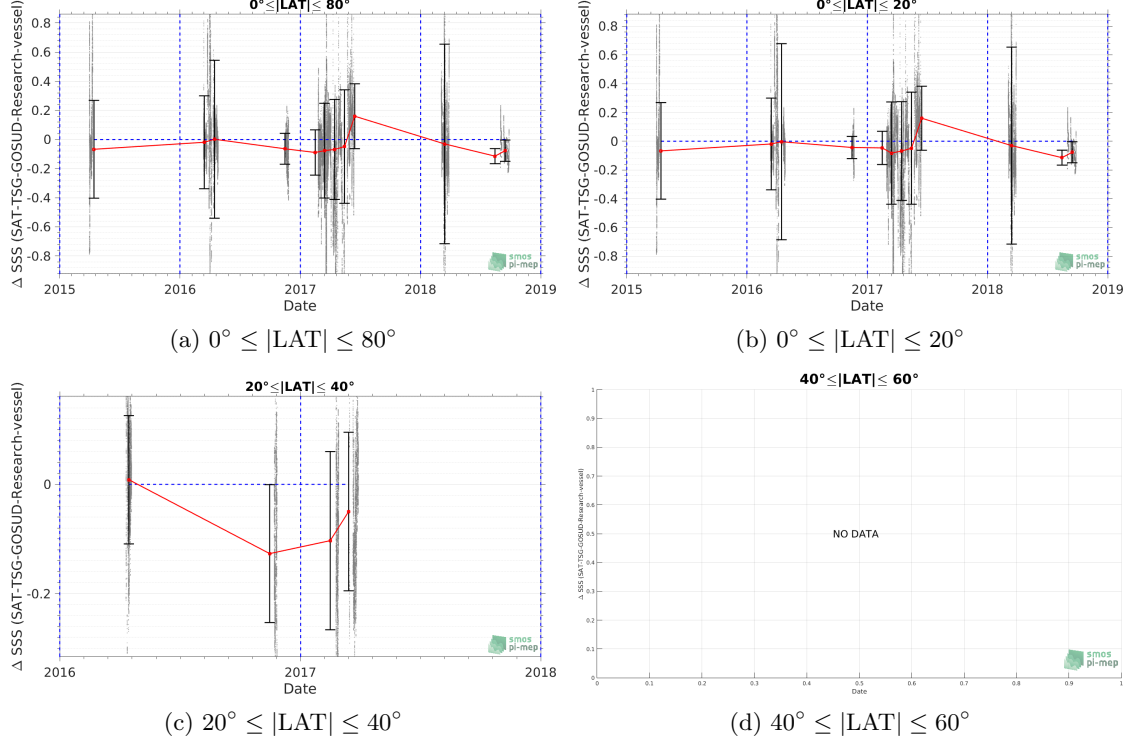 0°≤|LAT|≤ 80°
Δ SSS (SAT-TSG-GOSUD-Research-vessel)
0.8
0.6
0.4
0.2
0
-0.2
-0.4
-0.6
-0.8
smos
pi-mep
2015 2016 2017 2018 2019
Date
(a) 0° ≤ |LAT| ≤ 80°
0°≤|LAT|≤ 20°
Δ SSS (SAT-TSG-GOSUD-Research-vessel)
0.8
0.6
0.4
0.2
0
-0.2
-0.4
-0.6
-0.8
smos
pi-mep
2015 2016 2017 2018 2019
Date
(b) 0° ≤ |LAT| ≤ 20°
20°≤|LAT|≤ 40°
Δ SSS (SAT-TSG-GOSUD-Research-vessel)
0
-0.2
smos
pi-mep
2016 2017 2018
Date
(c) 20° ≤ |LAT| ≤ 40°
40°≤|LAT|≤ 60°
Δ SSS (SAT-TSG-GOSUD-Research-vessel)
1
0.9
0.8
0.7
0.6
0.5
0.4
0.3
0.2
0.1
0
NO DATA
smos
pi-mep
0 0.1 0.2 0.3 0.4 0.5 0.6 0.7 0.8 0.9 1
Date
(d) 40° ≤ |LAT| ≤ 60°